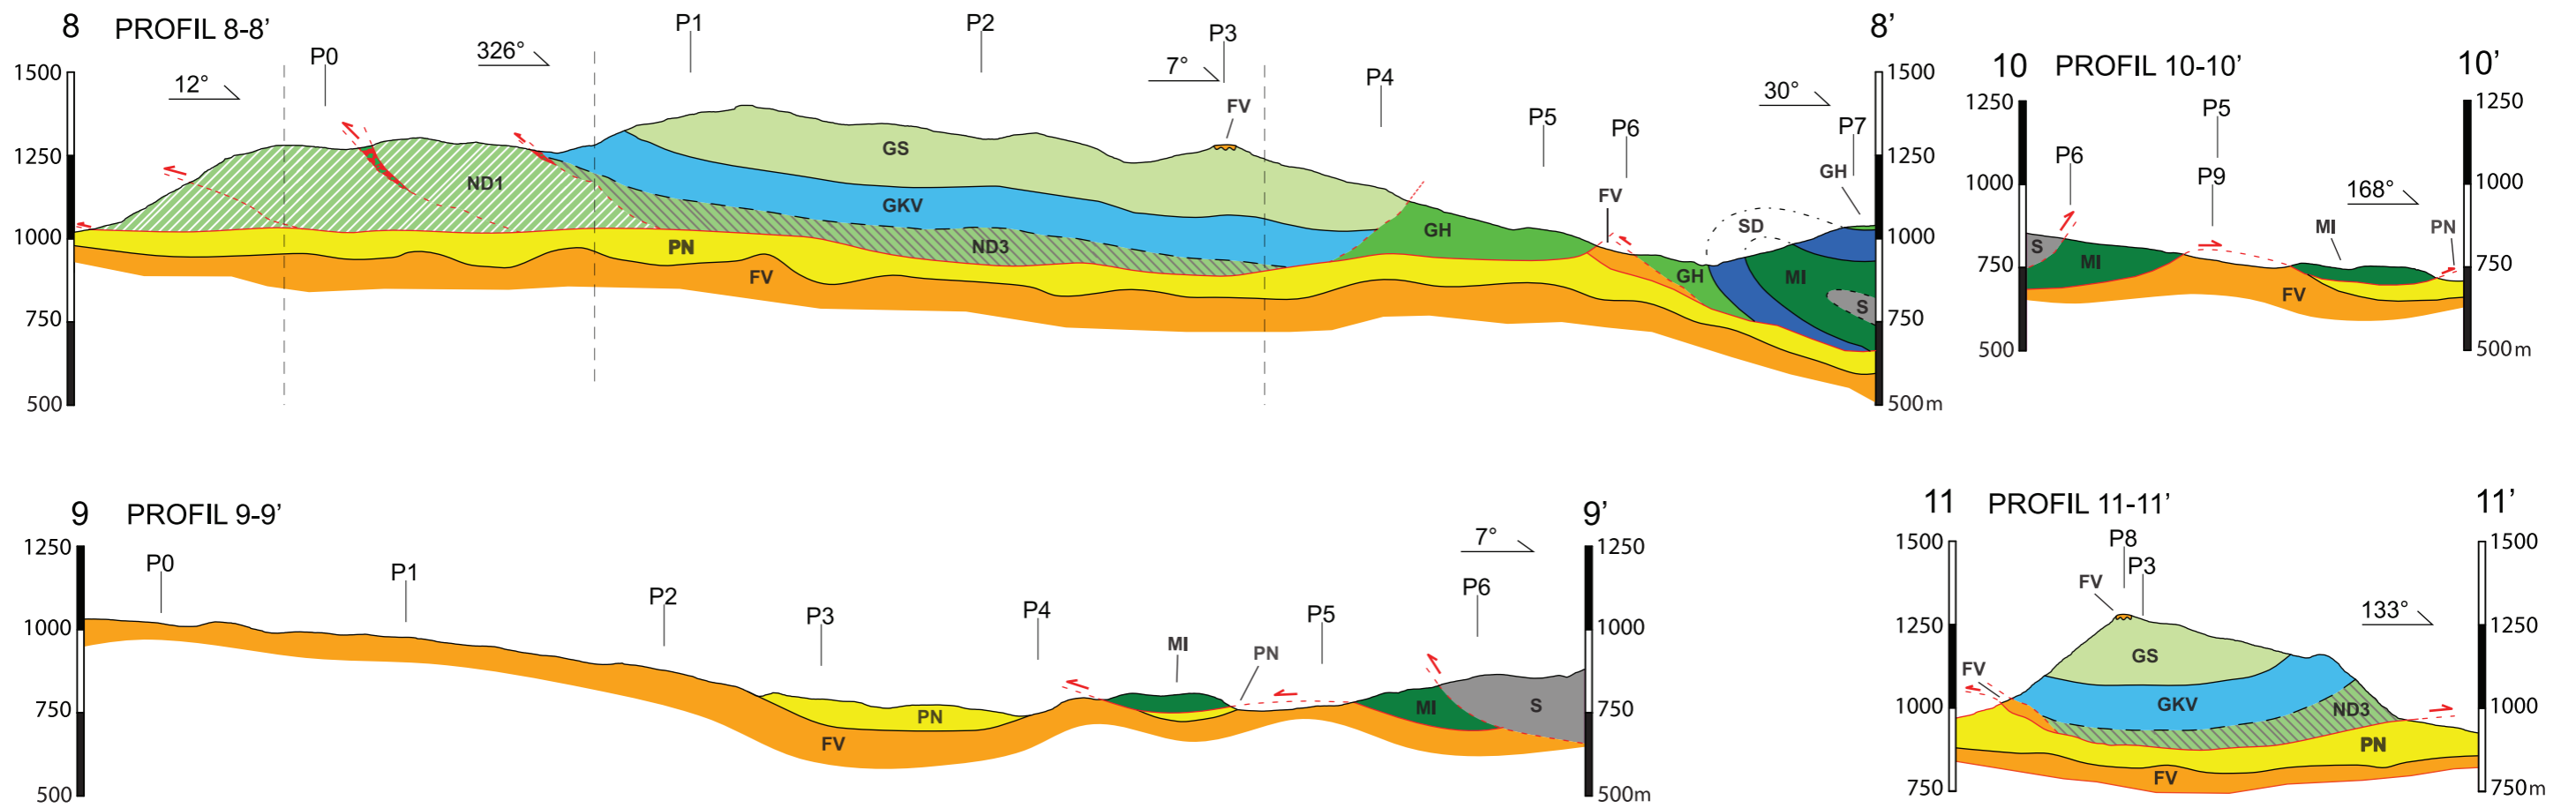 8 PROFIL 8-8’ 8’
P0 P1 P2 P3 P4 P5 P6 P7
12° 326° 7° 30°
1500 1500
1250 1250
1000 1000
750 750
500 500m
FV GS ND1 GKV PN ND3 FV GH FV GH SD GH MI S
10 PROFIL 10-10’ 10’
P6 P5 P9
168°
1250 1250
1000 1000
750 750
500 500m
S MI FV MI PN
9 PROFIL 9-9’ 9’
P0 P1 P2 P3 P4 P5 P6
7°
1250 1250
1000 1000
750 750
500 500m
PN FV MI PN MI S
11 PROFIL 11-11’ 11’
P8
P3
133°
1500 1500
1250 1250
1000 1000
750 750m
FV FV GS GKV ND3 PN FV